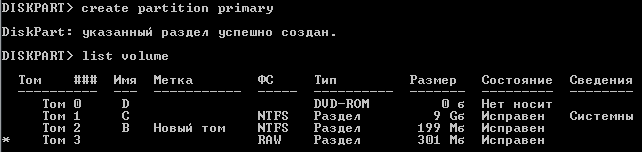 DISKPART> create partition primary
DiskPart: указанный раздел успешно создан.
DISKPART> list volume
Том ### Имя Метка ФС Тип Размер Состояние Сведения
Том 0 D DVD-ROM 0 б Нет носит
Том 1 C NTFS Раздел 9 Gб Исправен Системны
Том 2 B Новый том NTFS Раздел 199 Mб Исправен
* Том 3 RAW Раздел 301 Mб Исправен